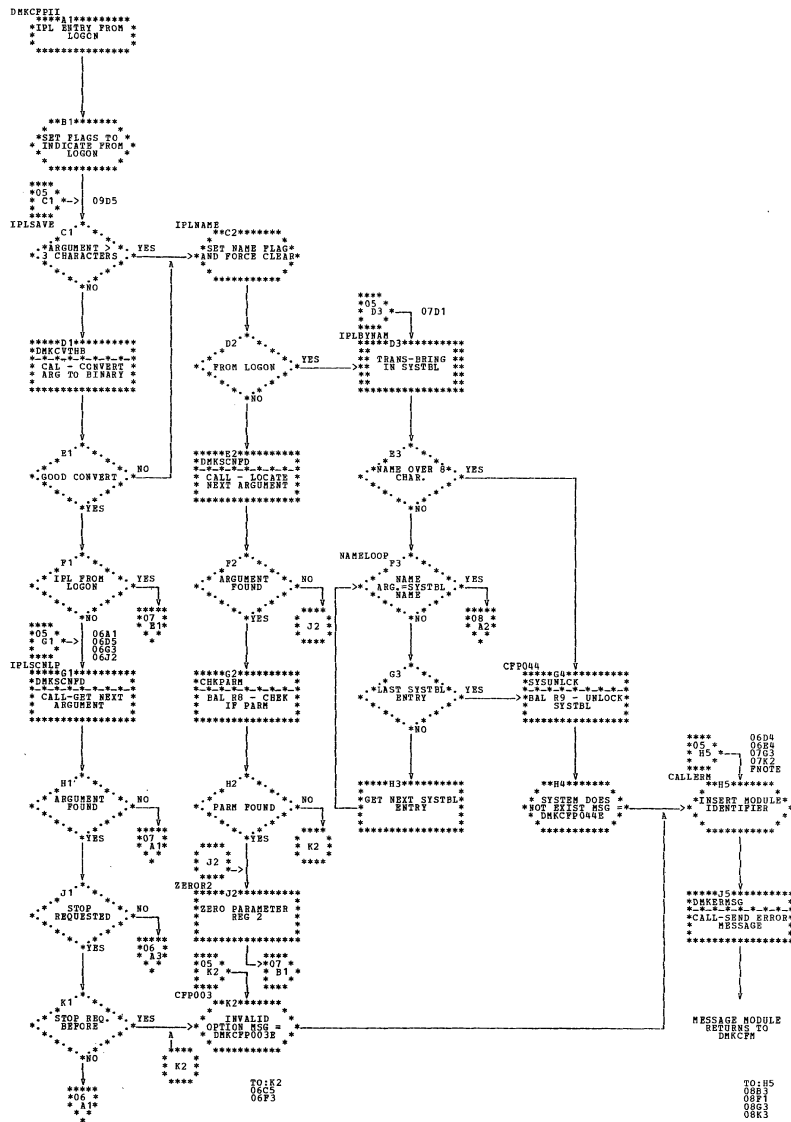 DMKCFPII
A1
IPL ENTRY FROM
LOGON
B1
SET FLAGS TO
INDICATE FROM
LOGON
05
C1
09D5
IPLSAVE
C1
ARGUMENT >
3 CHARACTERS
YES
NO
IPLNAME
C2
SET NAME FLAG
AND FORCE CLEAR
D1
DMKCVTHB
CAL - CONVERT
ARG TO BINARY
D2
FROM LOGON
YES
NO
05
D3
07D1
IPLBYNAM
D3
TRANS-BRING
IN SYSTBL
E1
GOOD CONVERT
NO
YES
E2
DMKSCNFD
CALL - LOCATE
NEXT ARGUMENT
E3
NAME OVER 8
CHAR.
YES
NO
F1
IPL FROM
LOGON
YES
NO
07
E1
F2
ARGUMENT
FOUND
NO
YES
J2
NAMELOOP
F3
NAME
ARG.=SYSTBL
NAME
YES
NO
08
A2
05
G1
06A1
06D5
06G3
06J2
IPLSCNLP
G1
DMKSCNFD
CALL-GET NEXT
ARGUMENT
G2
CHKPARM
BAL R8 - CHEK
IF PARM
G3
LAST SYSTBL
ENTRY
YES
NO
CFP044
G4
SYSUNLCK
BAL R9 - UNLOCK
SYSTBL
H1
ARGUMENT
FOUND
NO
YES
07
A1
H2
PARM FOUND
NO
YES
K2
H3
GET NEXT SYSTBL
ENTRY
H4
SYSTEM DOES
NOT EXIST MSG =
DMKCFP044E
05
H5
06D4
06E4
07G3
07K2
FNOTE
CALLERM
H5
INSERT MODULE
IDENTIFIER
J1
STOP
REQUESTED
NO
YES
06
A3
J2
ZEROR2
J2
ZERO PARAMETER
REG 2
07
B1
J5
DMKERMSG
CALL-SEND ERROR
MESSAGE
K1
STOP REQ.
BEFORE
YES
NO
06
A1
K2
05
K2
CFP003
K2
INVALID
OPTION MSG =
DMKCFP003E
MESSAGE MODULE
RETURNS TO
DMKCFM
TO:K2
06C5
06F3
TO:H5
08B3
08F1
08G3
08K3